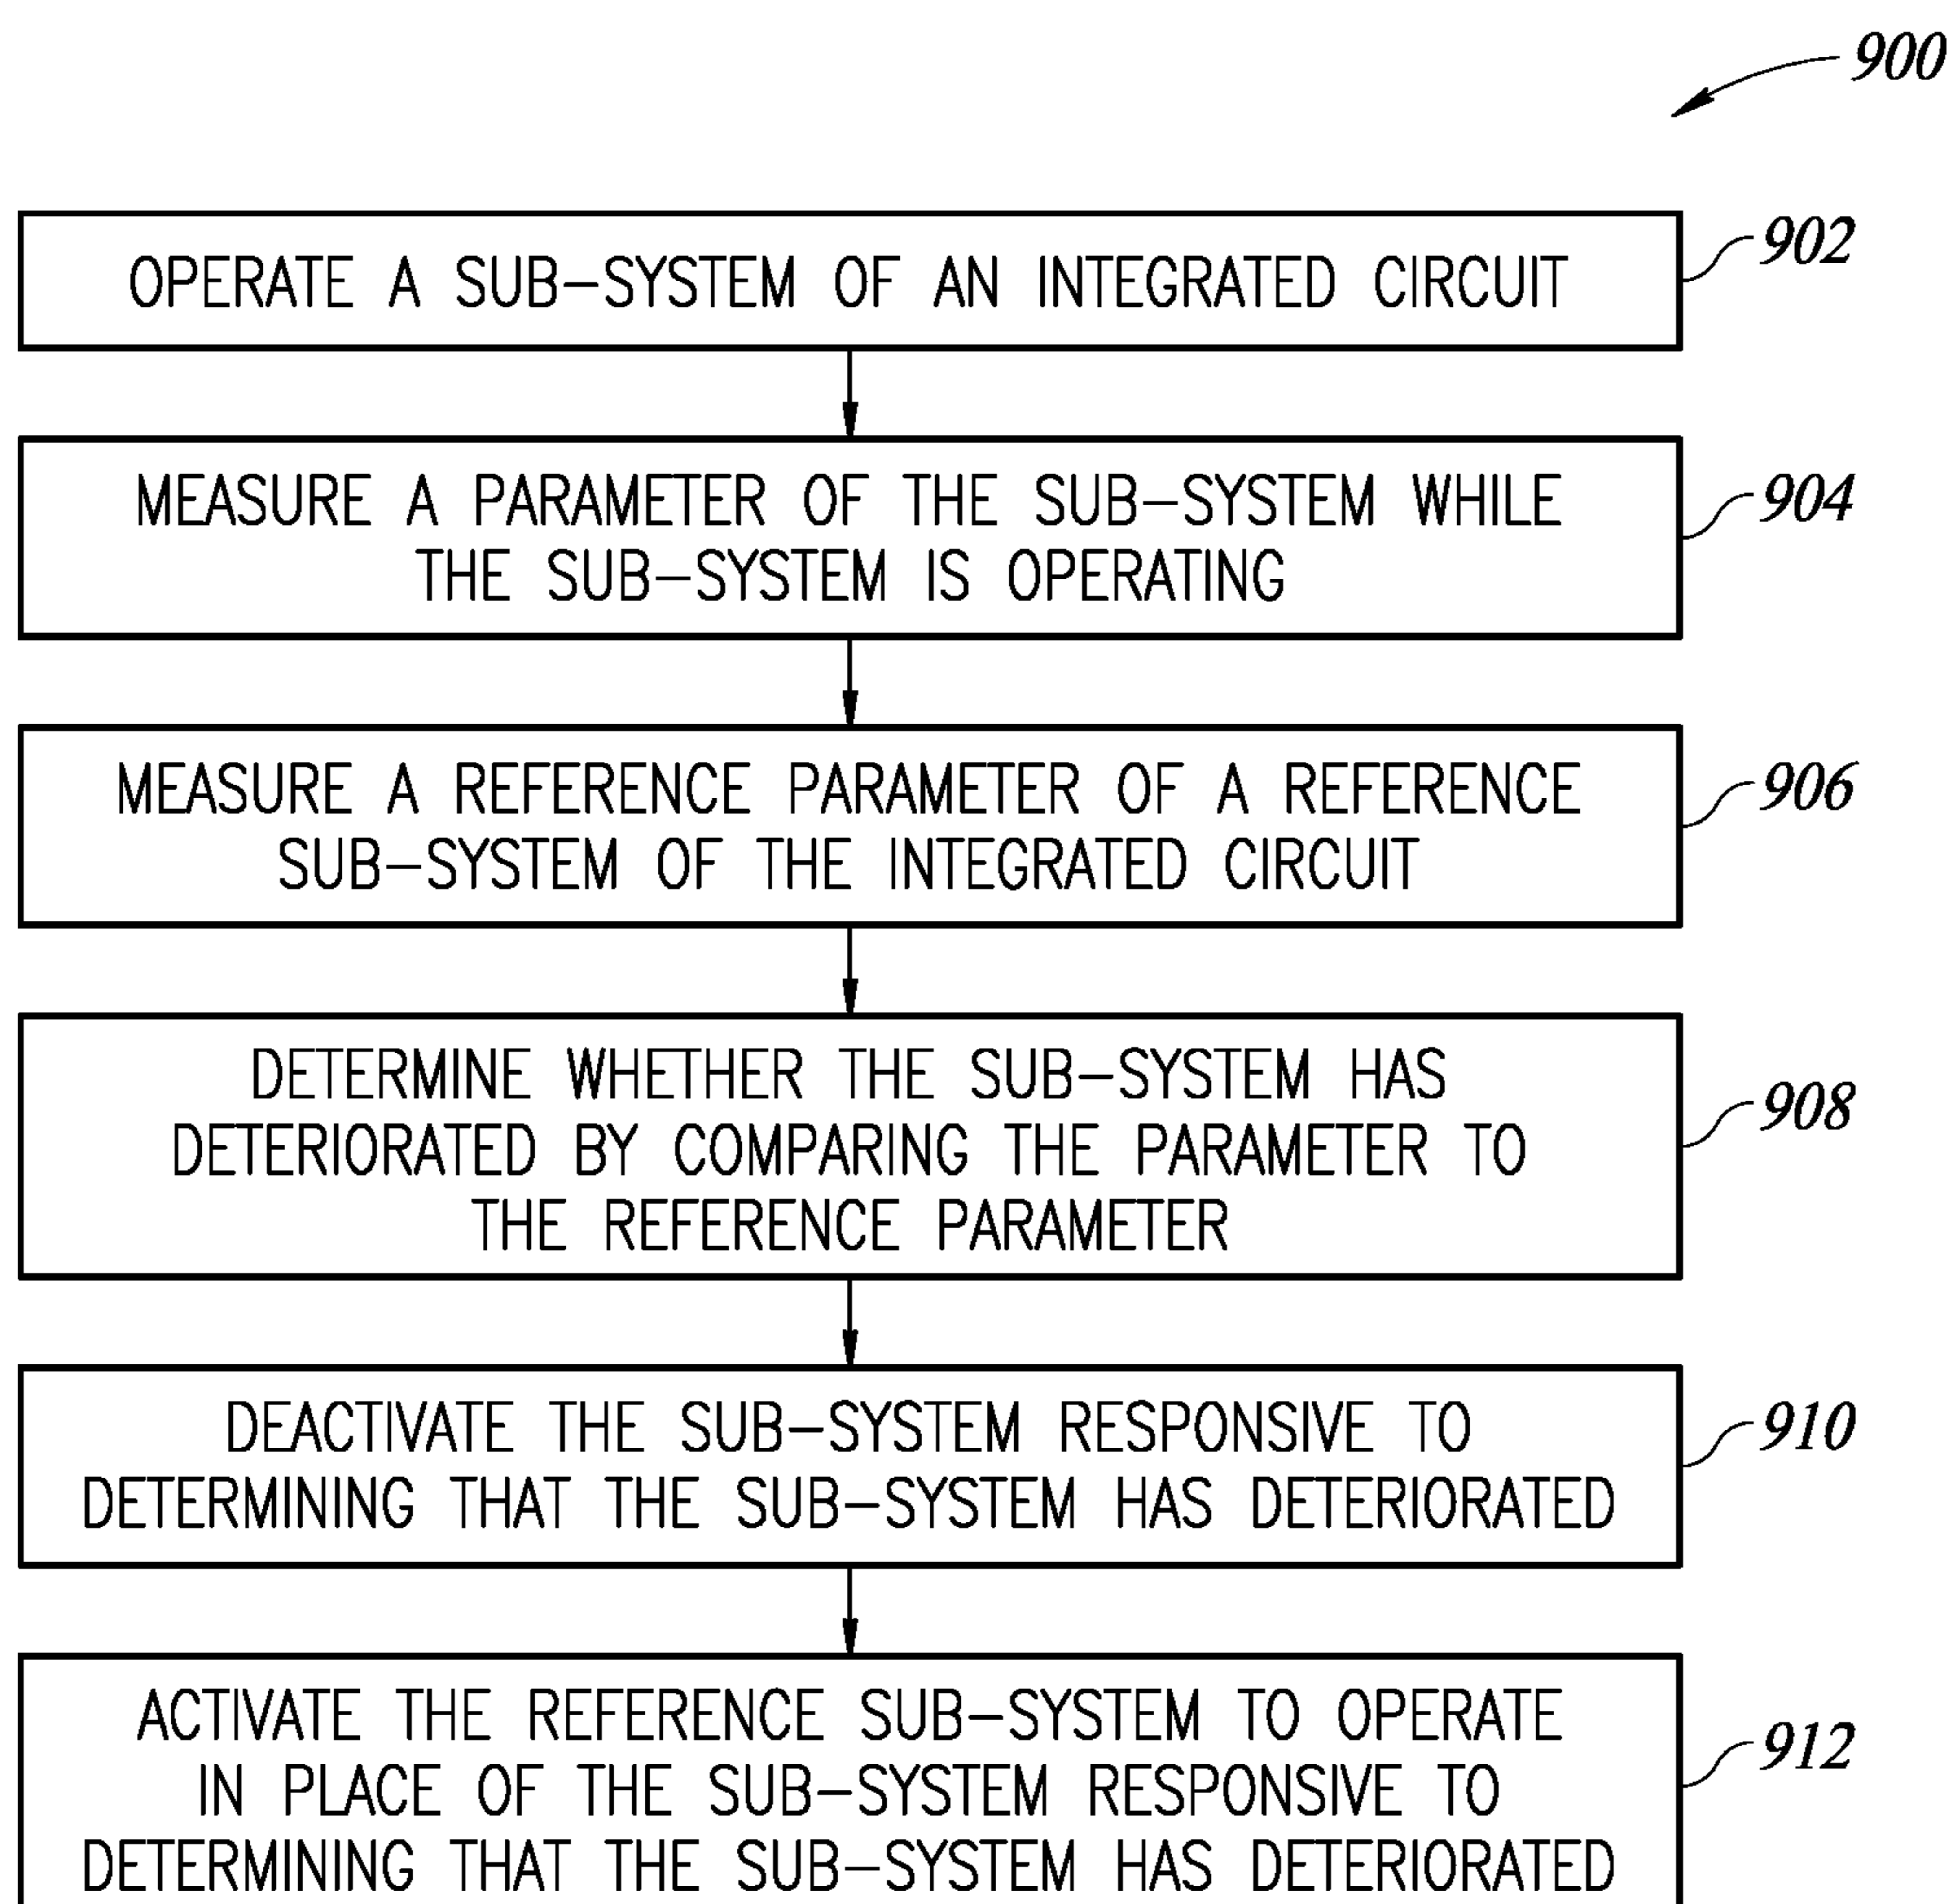 900
OPERATE A SUB-SYSTEM OF AN INTEGRATED CIRCUIT
902
MEASURE A PARAMETER OF THE SUB-SYSTEM WHILE
THE SUB-SYSTEM IS OPERATING
904
MEASURE A REFERENCE PARAMETER OF A REFERENCE
SUB-SYSTEM OF THE INTEGRATED CIRCUIT
906
DETERMINE WHETHER THE SUB-SYSTEM HAS
DETERIORATED BY COMPARING THE PARAMETER TO
THE REFERENCE PARAMETER
908
DEACTIVATE THE SUB-SYSTEM RESPONSIVE TO
DETERMINING THAT THE SUB-SYSTEM HAS DETERIORATED
910
ACTIVATE THE REFERENCE SUB-SYSTEM TO OPERATE
IN PLACE OF THE SUB-SYSTEM RESPONSIVE TO
DETERMINING THAT THE SUB-SYSTEM HAS DETERIORATED
912